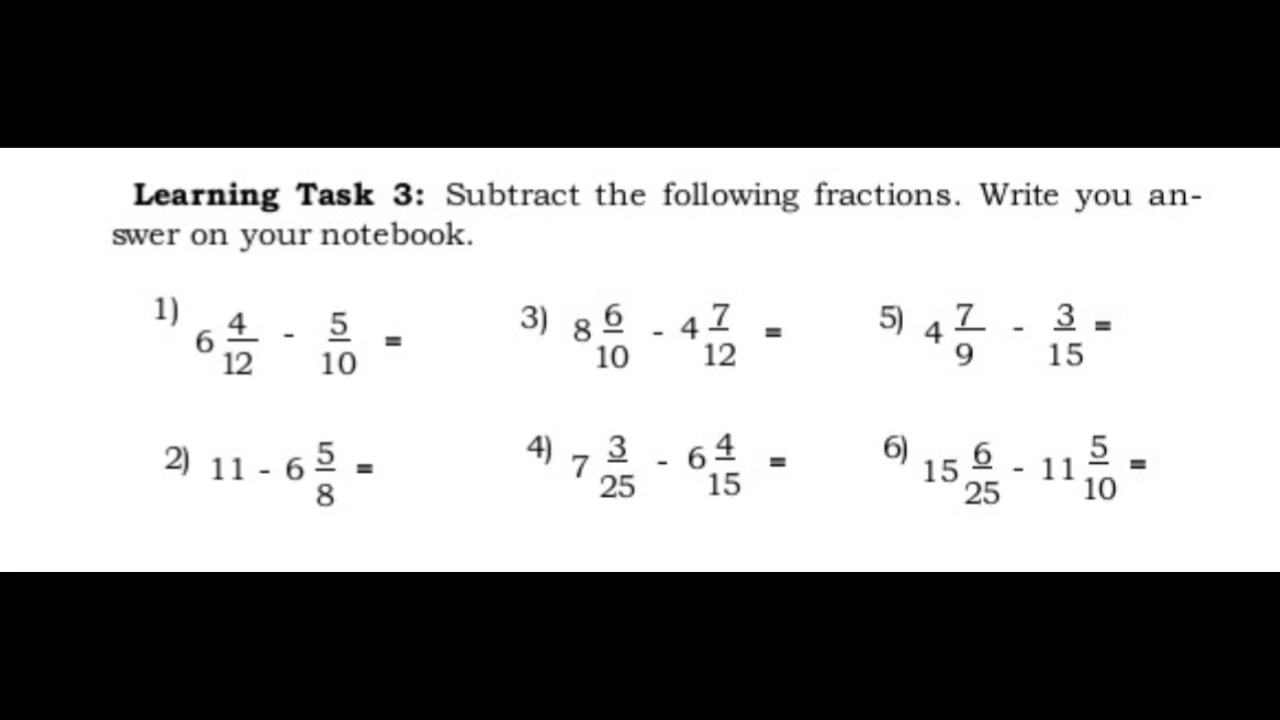 Learning Task 3: Subtract the following fractions. Write you an-
swer on your notebook.
1) 6 4/12 - 5/10 =
3) 8 6/10 - 4 7/12 =
5) 4 7/9 - 3/15 =
2) 11 - 6 5/8 =
4) 7 3/25 - 6 4/15 =
6) 15 6/25 - 11 5/10 =